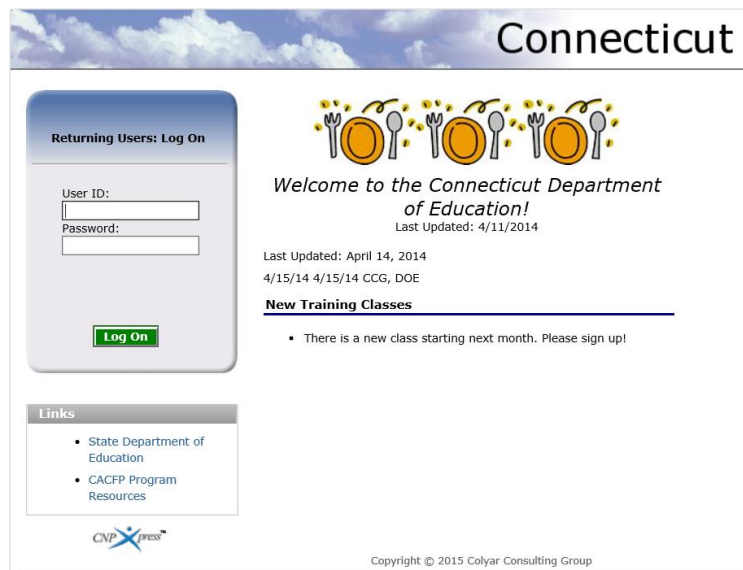 Connecticut
Returning Users: Log On
User ID:
Password:
Log On
Links
State Department of
Education
CACFP Program
Resources
CNP Xpress™
Welcome to the Connecticut Department
of Education!
Last Updated: 4/11/2014
Last Updated: April 14, 2014
4/15/14 4/15/14 CCG, DOE
New Training Classes
There is a new class starting next month. Please sign up!
Copyright © 2015 Colyar Consulting Group